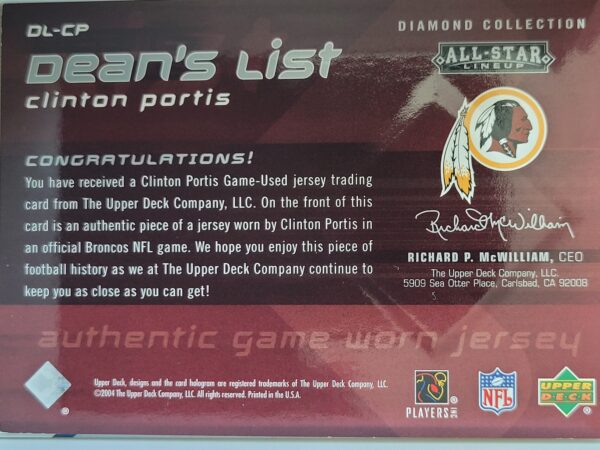 DL-CP
DIAMOND COLLECTION
Dean's List
ALL-STAR
LINEUP
clinton portis
CONGRATULATIONS!
You have received a Clinton Portis Game-Used jersey trading
card from The Upper Deck Company, LLC. On the front of this
card is an authentic piece of a jersey worn by Clinton Portis in
an official Broncos NFL game. We hope you enjoy this piece of
football history as we at The Upper Deck Company continue to
keep you as close as you can get!
Richard P. McWilliam
RICHARD P. McWILLIAM, CEO
The Upper Deck Company, LLC.
5909 Sea Otter Place, Carlsbad, CA 92008
authentic game worn jersey
Upper Deck, designs and the card hologram are registered trademarks of The Upper Deck Company, LLC.
©2004 The Upper Deck Company, LLC. All rights reserved. Printed in the U.S.A.
PLAYERS INC
NFL
UPPER
DECK